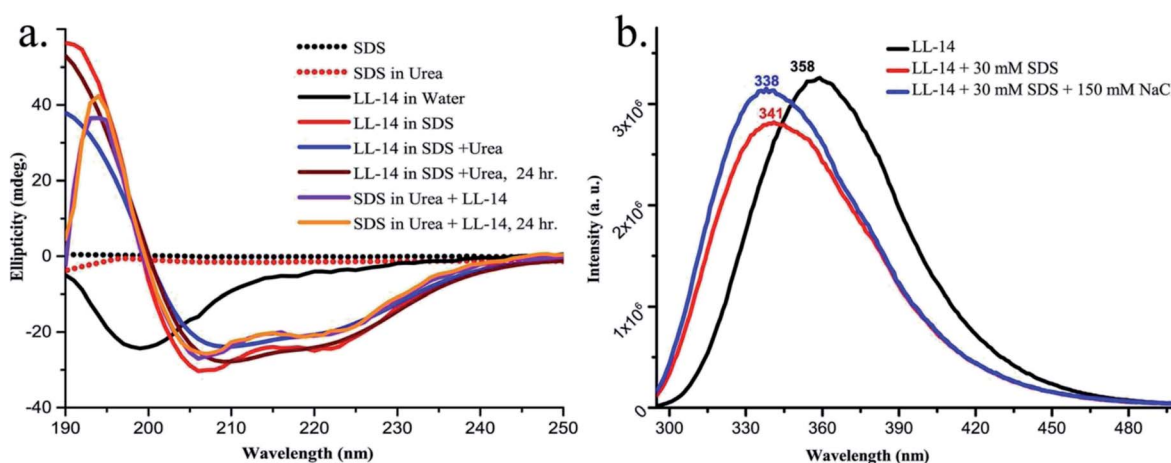 a.
SDS
SDS in Urea
LL-14 in Water
LL-14 in SDS
LL-14 in SDS +Urea
LL-14 in SDS +Urea, 24 hr.
SDS in Urea + LL-14
SDS in Urea + LL-14, 24 hr.
Ellipticity (mdeg.)
40
20
0
-20
-40
190
200
210
220
230
240
250
Wavelength (nm)
b.
LL-14
LL-14 + 30 mM SDS
LL-14 + 30 mM SDS + 150 mM NaCl
358
338
341
Intensity (a. u.)
3x10⁶
2x10⁶
1x10⁶
0
300
330
360
390
420
450
480
Wavelength (nm)